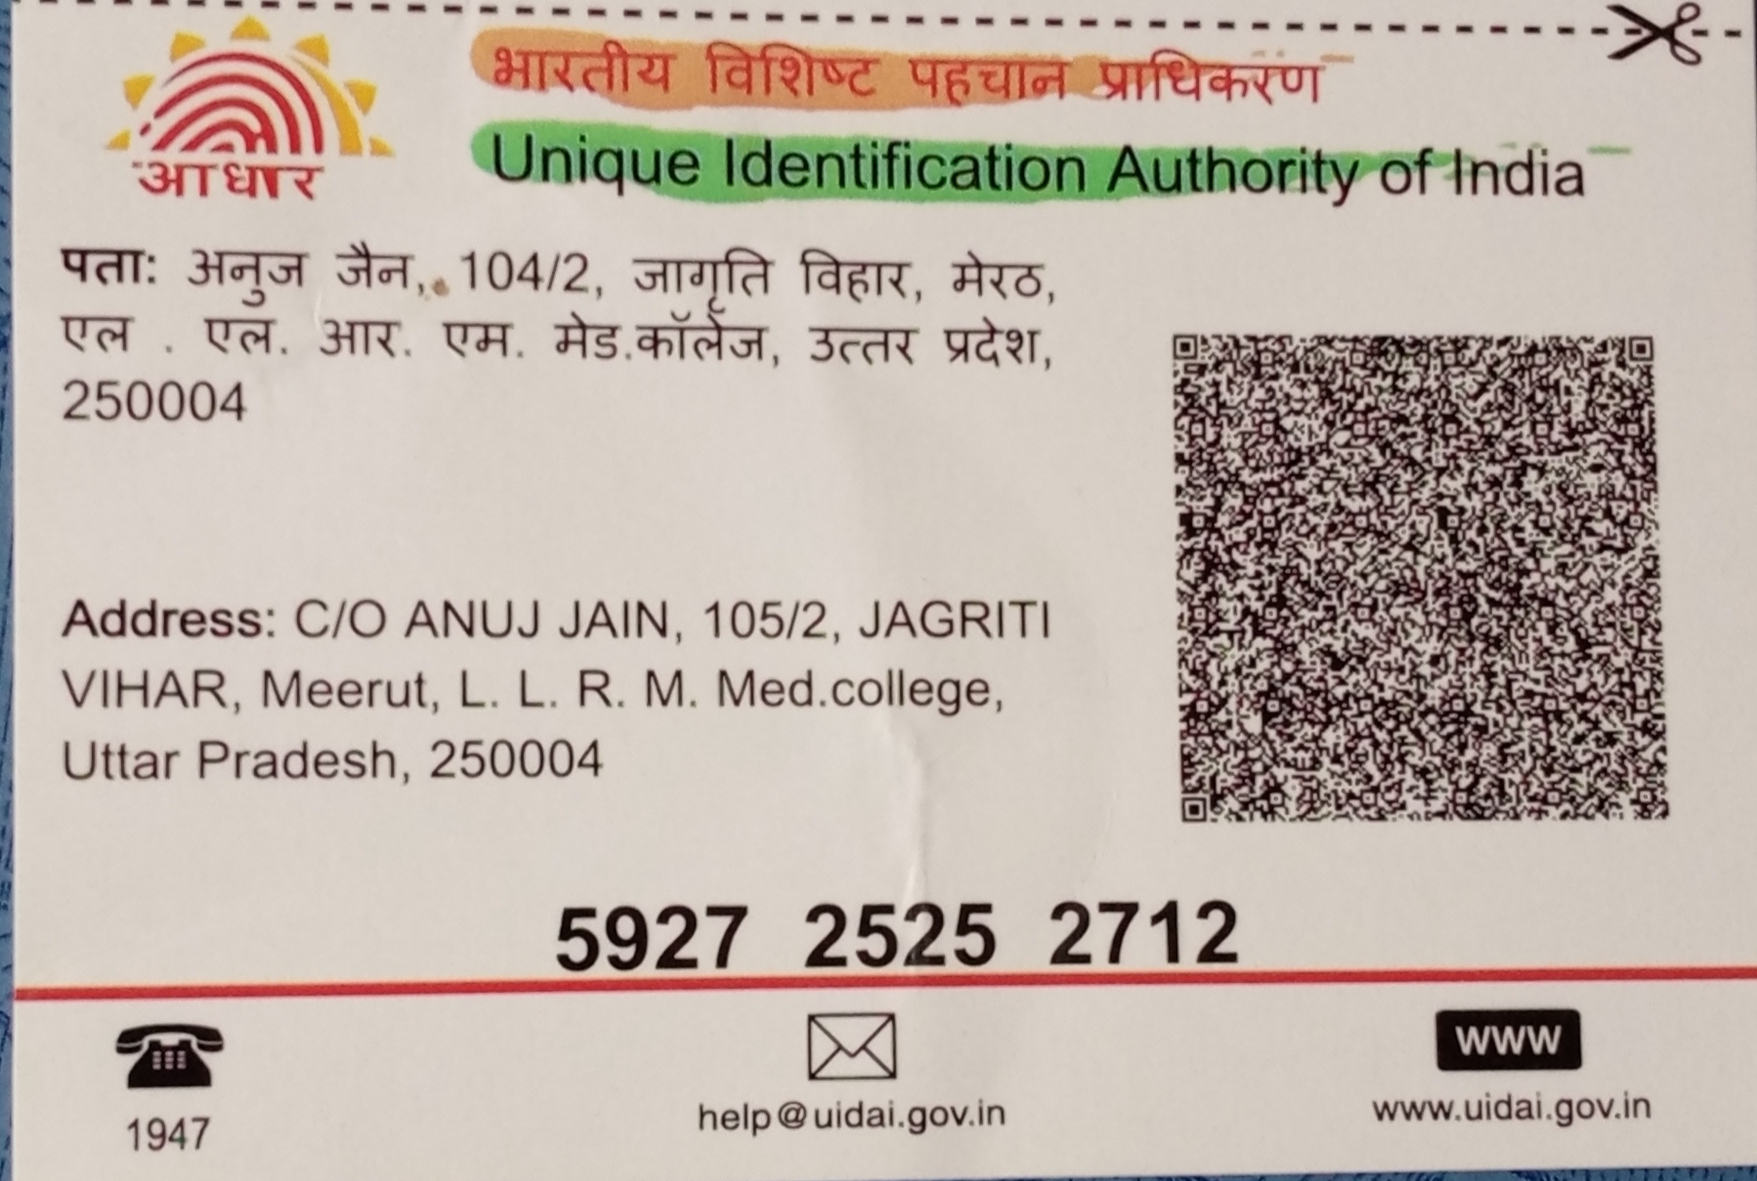 आधार
भारतीय विशिष्ट पहचान प्राधिकरण
Unique Identification Authority of India
पता: अनुज जैन, 104/2, जागृति विहार, मेरठ,
एल . एल. आर. एम. मेड.कॉलेज, उत्तर प्रदेश,
250004
Address: C/O ANUJ JAIN, 105/2, JAGRITI
VIHAR, Meerut, L. L. R. M. Med.college,
Uttar Pradesh, 250004
5927 2525 2712
WWW
1947
help@uidai.gov.in
www.uidai.gov.in